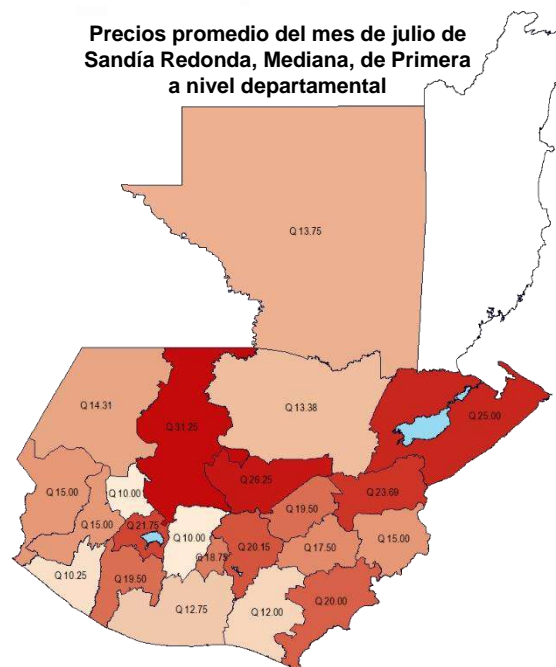 Precios promedio del mes de julio de
Sandía Redonda, Mediana, de Primera
a nivel departamental
Q 13.75
Q 14.31
Q 31.25
Q 13.38
Q 25.00
Q 26.25
Q 23.69
Q 15.00
Q 10.00
Q 19.50
Q 15.00
Q 21.75
Q 10.00
Q 18.75
Q 20.15
Q 17.50
Q 15.00
Q 10.25
Q 19.50
Q 12.75
Q 12.00
Q 20.00